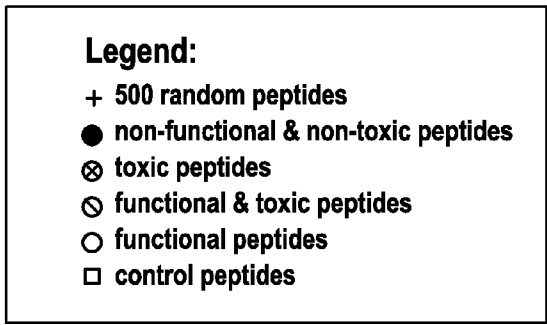 Legend:
+ 500 random peptides
non-functional & non-toxic peptides
toxic peptides
functional & toxic peptides
functional peptides
control peptides